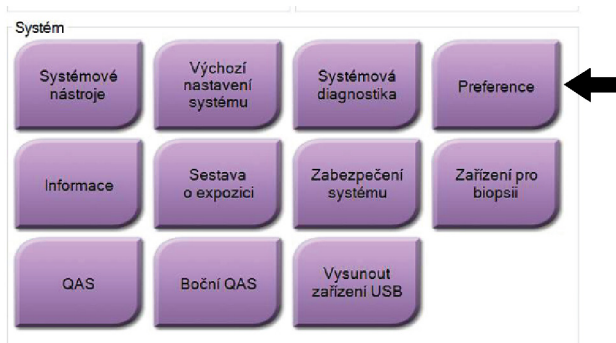 Systém
Systémové
nástroje
Výchozí
nastavení
systému
Systémová
diagnostika
Preference
Informace
Sestava
o expozici
Zabezpečení
systému
Zařízení pro
biopsii
QAS
Boční QAS
Vysunout
zařízení USB